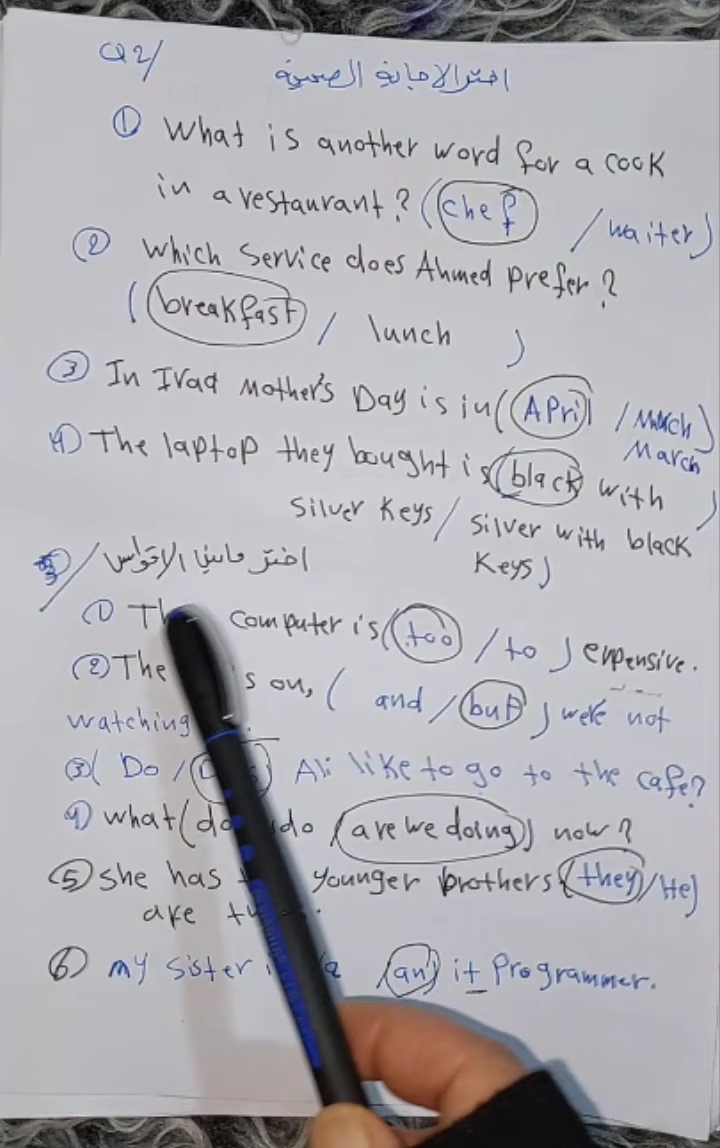 Q2/ اختر الاجابة الصحيحة
① What is another word for a cook
in a restaurant? (chef / waiter)
② Which service does Ahmed prefer?
(breakfast / lunch)
③ In Iraq Mother's Day is in (April / March)
March
④ The laptop they bought is (black with
silver keys / silver with black
keys)
اختر مابين الاقواس
① The computer is (too / to) expensive.
② The is on, (and / but) we're not
watching
③ (Do / Ali like to go to the cafe?
④ what (do do / are we doing) now?
⑤ she has younger brothers (they / He)
are
⑥ my sister (an) it programmer.